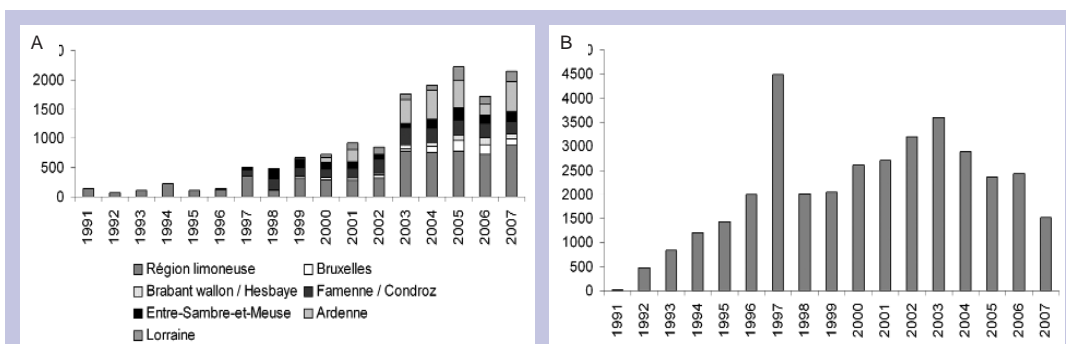 A
B
2000
1500
1000
500
0
1991 1992 1993 1994 1995 1996 1997 1998 1999 2000 2001 2002 2003 2004 2005 2006 2007
Région limoneuse Bruxelles
Brabant wallon / Hesbaye Famenne / Condroz
Entre-Sambre-et-Meuse Ardenne
Lorraine
4500
4000
3500
3000
2500
2000
1500
1000
500
0
1991 1992 1993 1994 1995 1996 1997 1998 1999 2000 2001 2002 2003 2004 2005 2006 2007